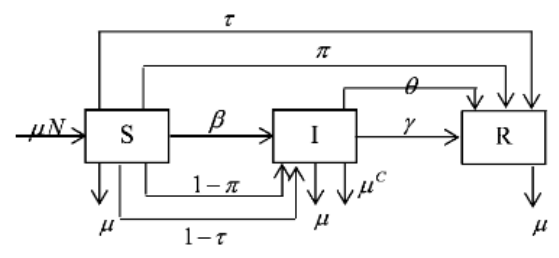 τ
π
θ
μN S β I γ R
1 − π
μ μ μ^C μ
1 − τ